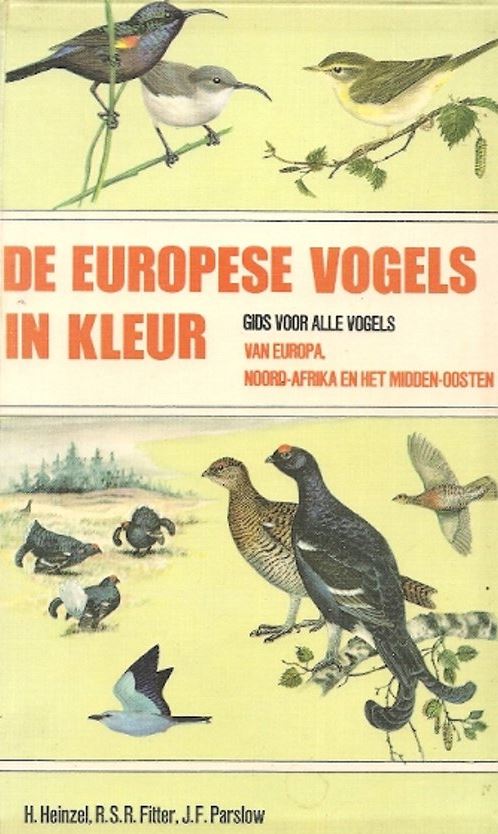 DE EUROPESE VOGELS
IN KLEUR
GIDS VOOR ALLE VOGELS
VAN EUROPA,
NOORD-AFRIKA EN HET MIDDEN-OOSTEN
H. Heinzel, R.S.R. Fitter, J.F. Parslow